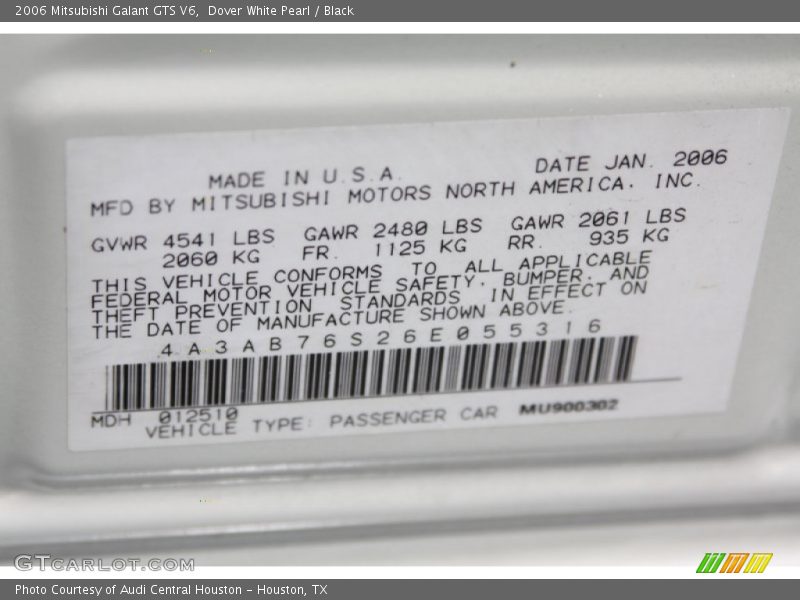 2006 Mitsubishi Galant GTS V6,  Dover White Pearl / Black
MADE IN U.S.A. DATE JAN. 2006
MFD BY MITSUBISHI MOTORS NORTH AMERICA, INC.
GVWR 4541 LBS GAWR 2480 LBS GAWR 2061 LBS
2060 KG FR. 1125 KG RR. 935 KG
THIS VEHICLE CONFORMS TO ALL APPLICABLE
FEDERAL MOTOR VEHICLE SAFETY, BUMPER, AND
THEFT PREVENTION STANDARDS IN EFFECT ON
THE DATE OF MANUFACTURE SHOWN ABOVE.
4A3AB76S26E055316
MDH 012510
VEHICLE TYPE: PASSENGER CAR MU900302
GTCARLOT.COM
Photo Courtesy of Audi Central Houston - Houston, TX